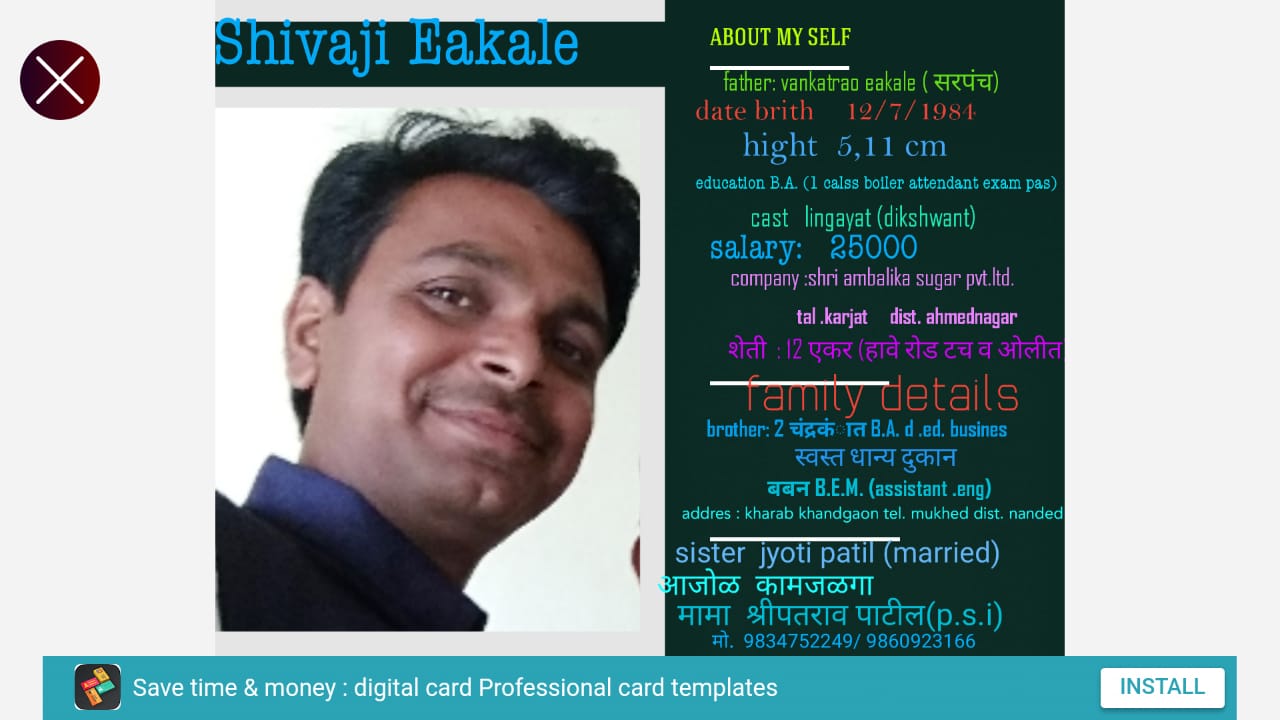 Shivaji Eakale
ABOUT MY SELF
father: vankatrao eakale ( सरपंच)
date brith 12/7/1984
hight 5,11 cm
education B.A. (1 calss boiler attendant exam pas)
cast lingayat (dikshwant)
salary: 25000
company :shri ambalika sugar pvt.ltd.
tal .karjat dist. ahmednagar
शेती : 12 एकर (हावे रोड टच व ओलीत)
family details
brother: 2 चंद्रकंात B.A. d .ed. busines
स्वस्त धान्य दुकान
बबन B.E.M. (assistant .eng)
addres : kharab khandgaon tel. mukhed dist. nanded
sister jyoti patil (married)
आजोळ कामजळगा
मामा श्रीपतराव पाटील(p.s.i)
मो. 9834752249/ 9860923166
Save time & money : digital card Professional card templates
INSTALL